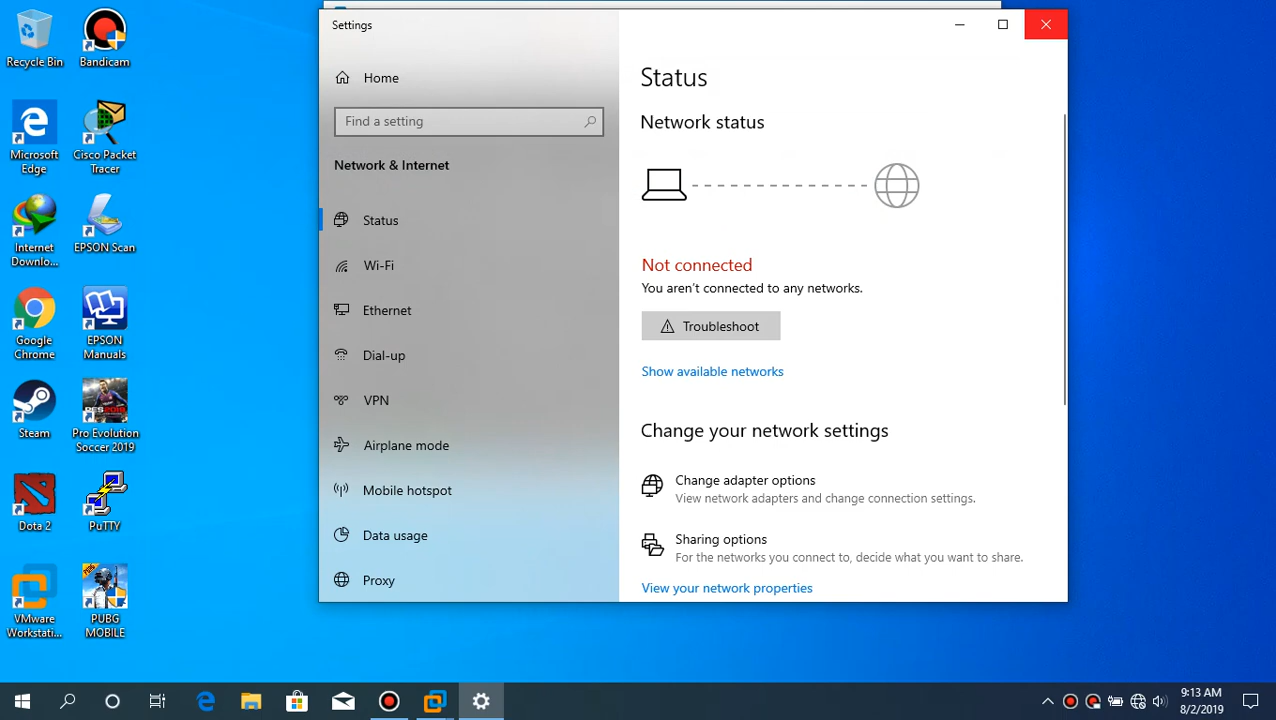 Recycle Bin
Bandicam
Microsoft
Edge
Cisco Packet
Tracer
Internet
Downlo...
EPSON Scan
Google
Chrome
EPSON
Manuals
Steam
Pro Evolution
Soccer 2019
Dota 2
PuTTY
VMware
Workstati...
PUBG
MOBILE
Settings
Home
Find a setting
Network & Internet
Status
Wi-Fi
Ethernet
Dial-up
VPN
Airplane mode
Mobile hotspot
Data usage
Proxy
Status
Network status
Not connected
You aren't connected to any networks.
Troubleshoot
Show available networks
Change your network settings
Change adapter options
View network adapters and change connection settings.
Sharing options
For the networks you connect to, decide what you want to share.
View your network properties
9:13 AM
8/2/2019